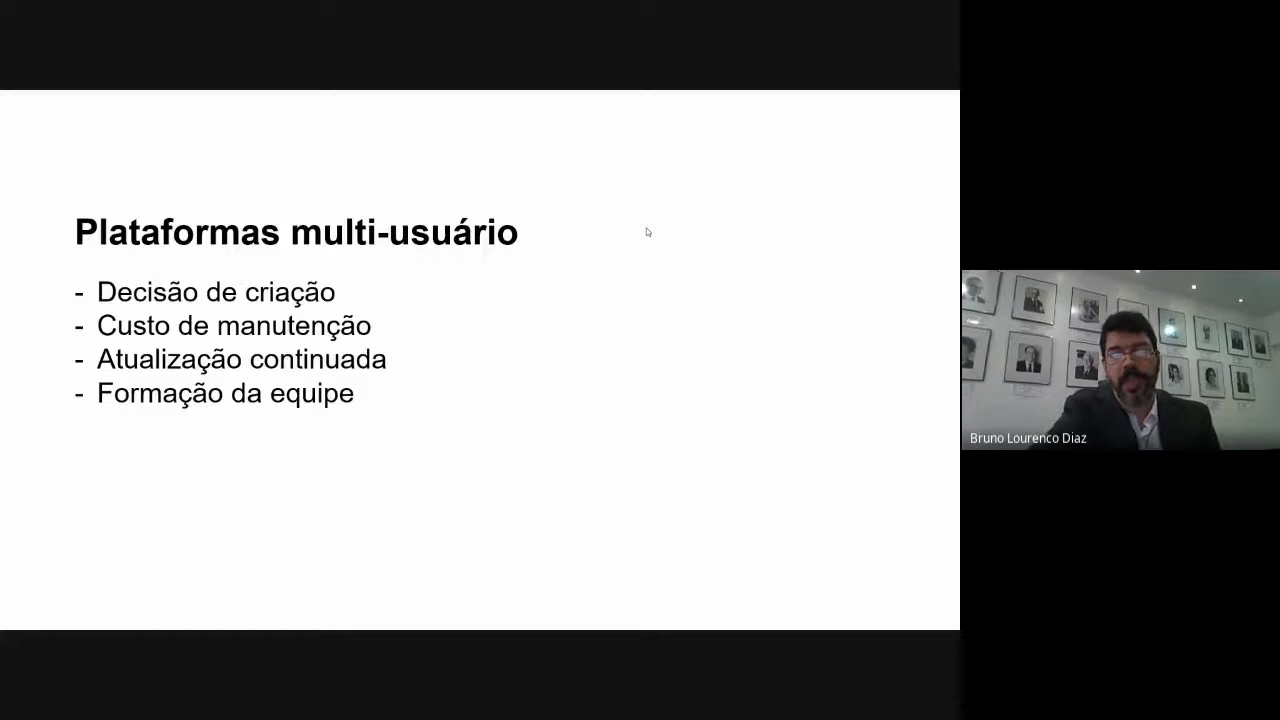 Plataformas multi-usuário
- Decisão de criação
- Custo de manutenção
- Atualização continuada
- Formação da equipe
Bruno Lourenco Diaz